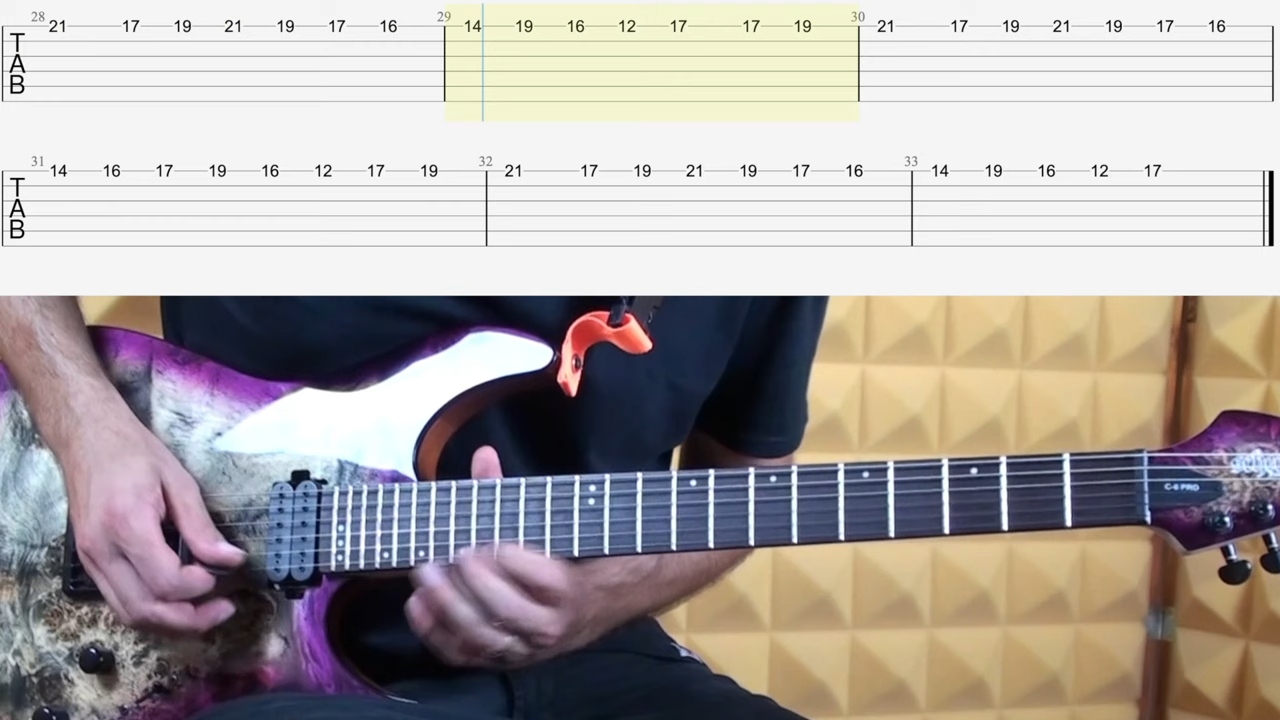 28 29 30
21 17 19 21 19 17 16 14 19 16 12 17 17 19 21 17 19 21 19 17 16
T
A
B
31 32 33
14 16 17 19 16 12 17 19 21 17 19 21 19 17 16 14 19 16 12 17
T
A
B
C-6 PRO